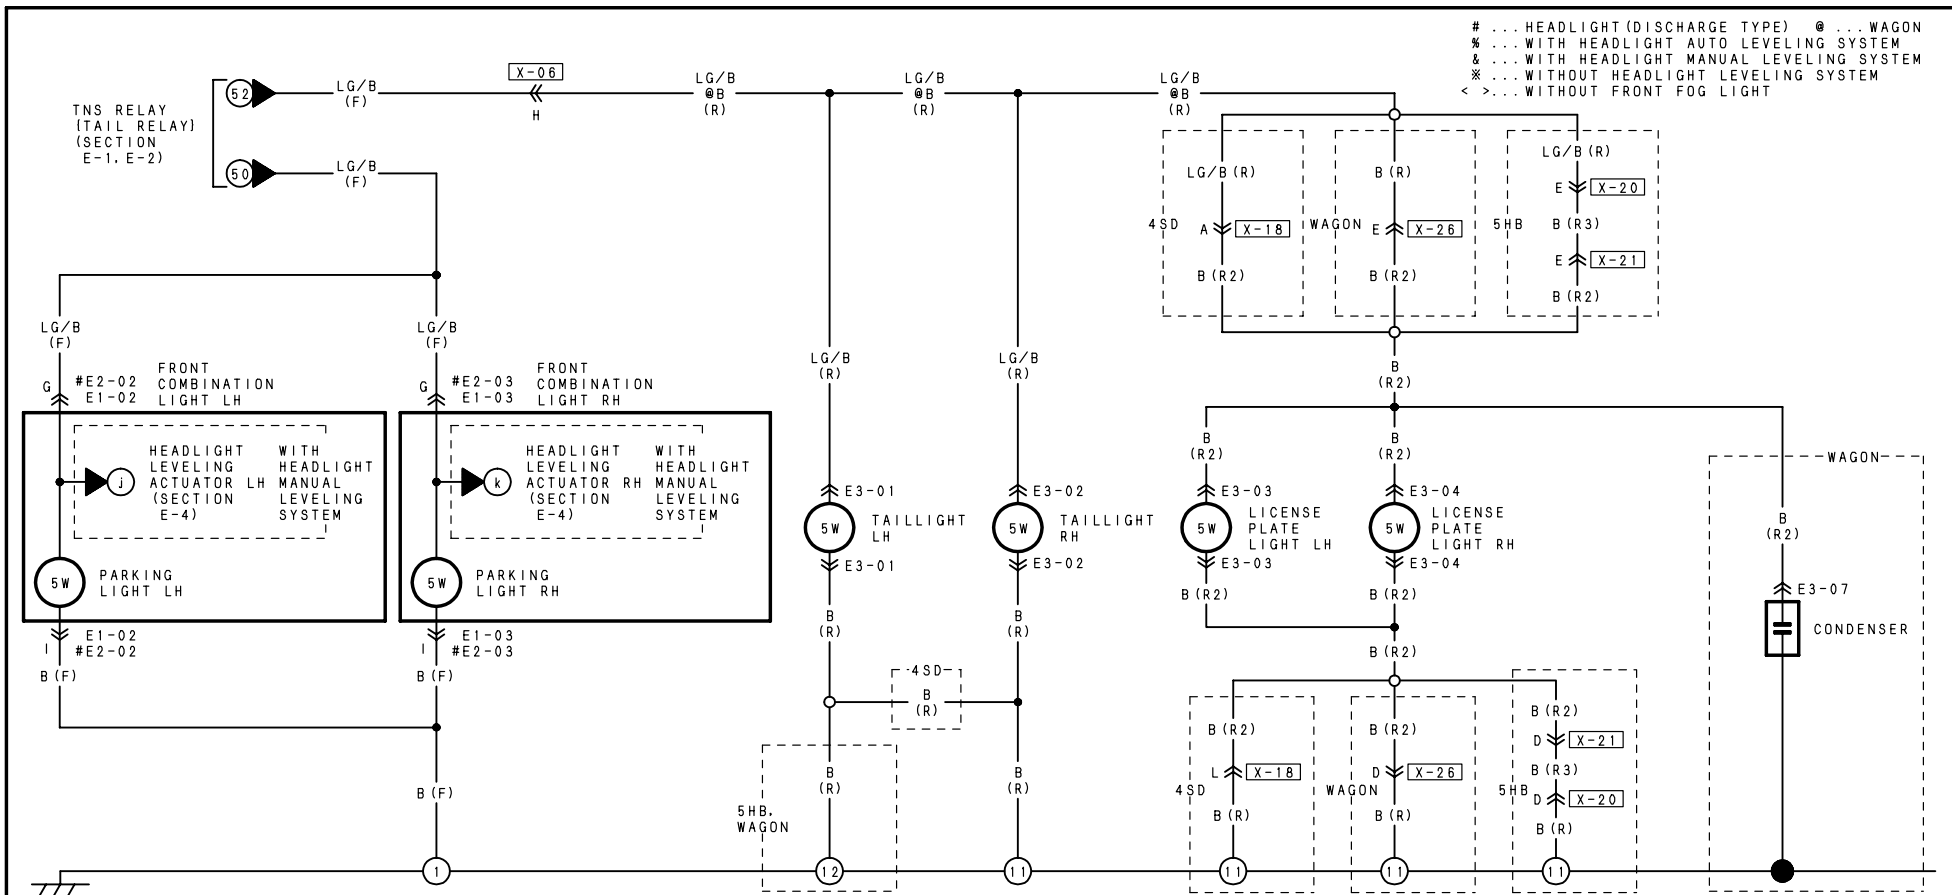 # ... HEADLIGHT (DISCHARGE TYPE) @ ... WAGON
% ... WITH HEADLIGHT AUTO LEVELING SYSTEM
& ... WITH HEADLIGHT MANUAL LEVELING SYSTEM
※ ... WITHOUT HEADLIGHT LEVELING SYSTEM
< >... WITHOUT FRONT FOG LIGHT
TNS RELAY
[TAIL RELAY]
(SECTION
E-1, E-2)
52
LG/B
(F)
X-06
H
LG/B
@B
(R)
LG/B
@B
(R)
LG/B
@B
(R)
50
LG/B
(F)
4SD
LG/B (R)
A
X-18
B (R2)
WAGON
B (R)
E
X-26
B (R2)
5HB
LG/B (R)
E
X-20
B (R3)
E
X-21
B (R2)
LG/B
(F)
LG/B
(F)
LG/B
(R)
LG/B
(R)
B
(R2)
G
#E2-02
E1-02
FRONT
COMBINATION
LIGHT LH
G
#E2-03
E1-03
FRONT
COMBINATION
LIGHT RH
j
HEADLIGHT
LEVELING
ACTUATOR LH
(SECTION
E-4)
WITH
HEADLIGHT
MANUAL
LEVELING
SYSTEM
k
HEADLIGHT
LEVELING
ACTUATOR RH
(SECTION
E-4)
WITH
HEADLIGHT
MANUAL
LEVELING
SYSTEM
B
(R2)
B
(R2)
WAGON
B
(R2)
E3-01
5W
TAILLIGHT
LH
E3-01
E3-02
5W
TAILLIGHT
RH
E3-02
E3-03
5W
LICENSE
PLATE
LIGHT LH
E3-03
E3-04
5W
LICENSE
PLATE
LIGHT RH
E3-04
5W
PARKING
LIGHT LH
5W
PARKING
LIGHT RH
E3-07
CONDENSER
B (R2)
B (R2)
E1-02
I
#E2-02
B (F)
E1-03
I
#E2-03
B (F)
B
(R)
B
(R)
B (R2)
4SD
B
(R)
B (F)
5HB,
WAGON
B
(R)
B
(R)
4SD
B (R2)
L
X-18
B (R)
WAGON
B (R2)
D
X-26
B (R)
5HB
B (R2)
D
X-21
B (R3)
D
X-20
B (R)
1
12
11
11
11
11